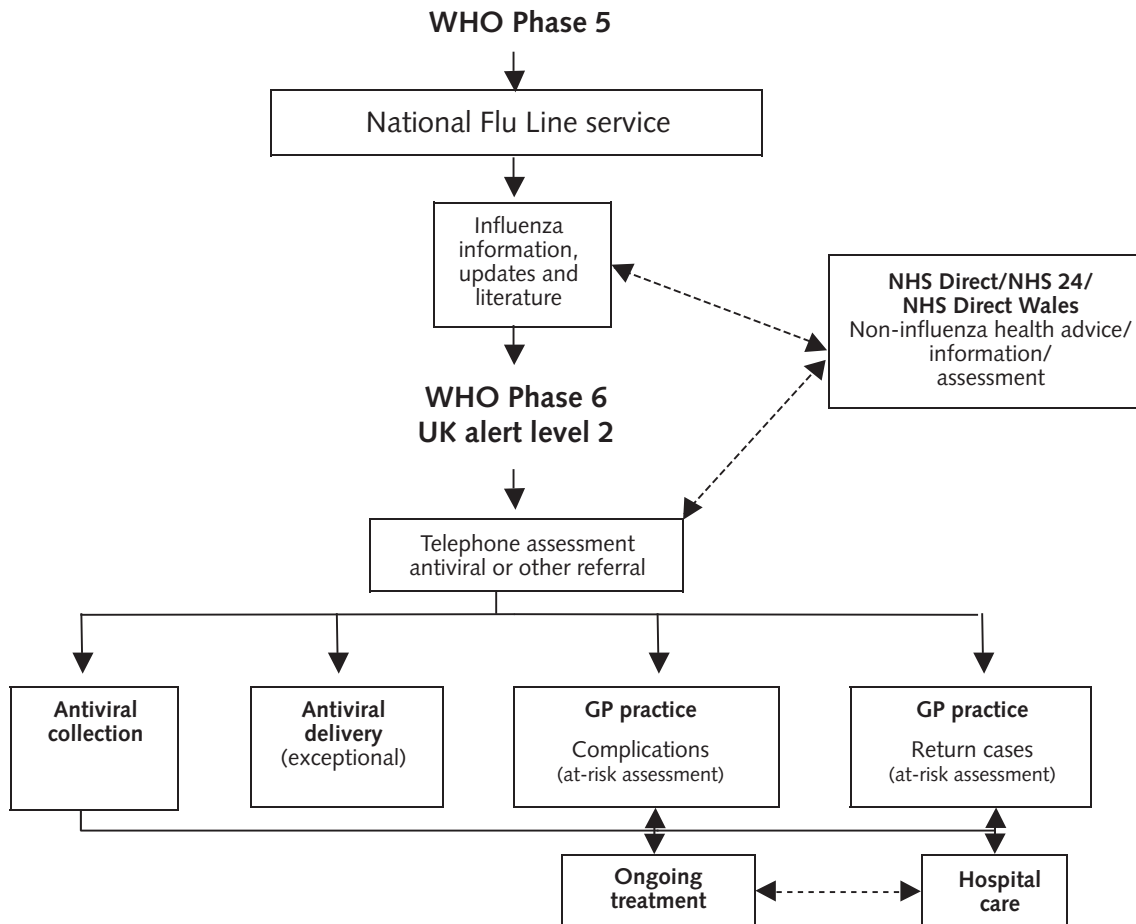 WHO Phase 5
National Flu Line service
Influenza
information,
updates and
literature
NHS Direct/NHS 24/
NHS Direct Wales
Non-influenza health advice/
information/
assessment
WHO Phase 6
UK alert level 2
Telephone assessment
antiviral or other referral
Antiviral
collection
Antiviral
delivery
(exceptional)
GP practice
Complications
(at-risk assessment)
GP practice
Return cases
(at-risk assessment)
Ongoing
treatment
Hospital
care